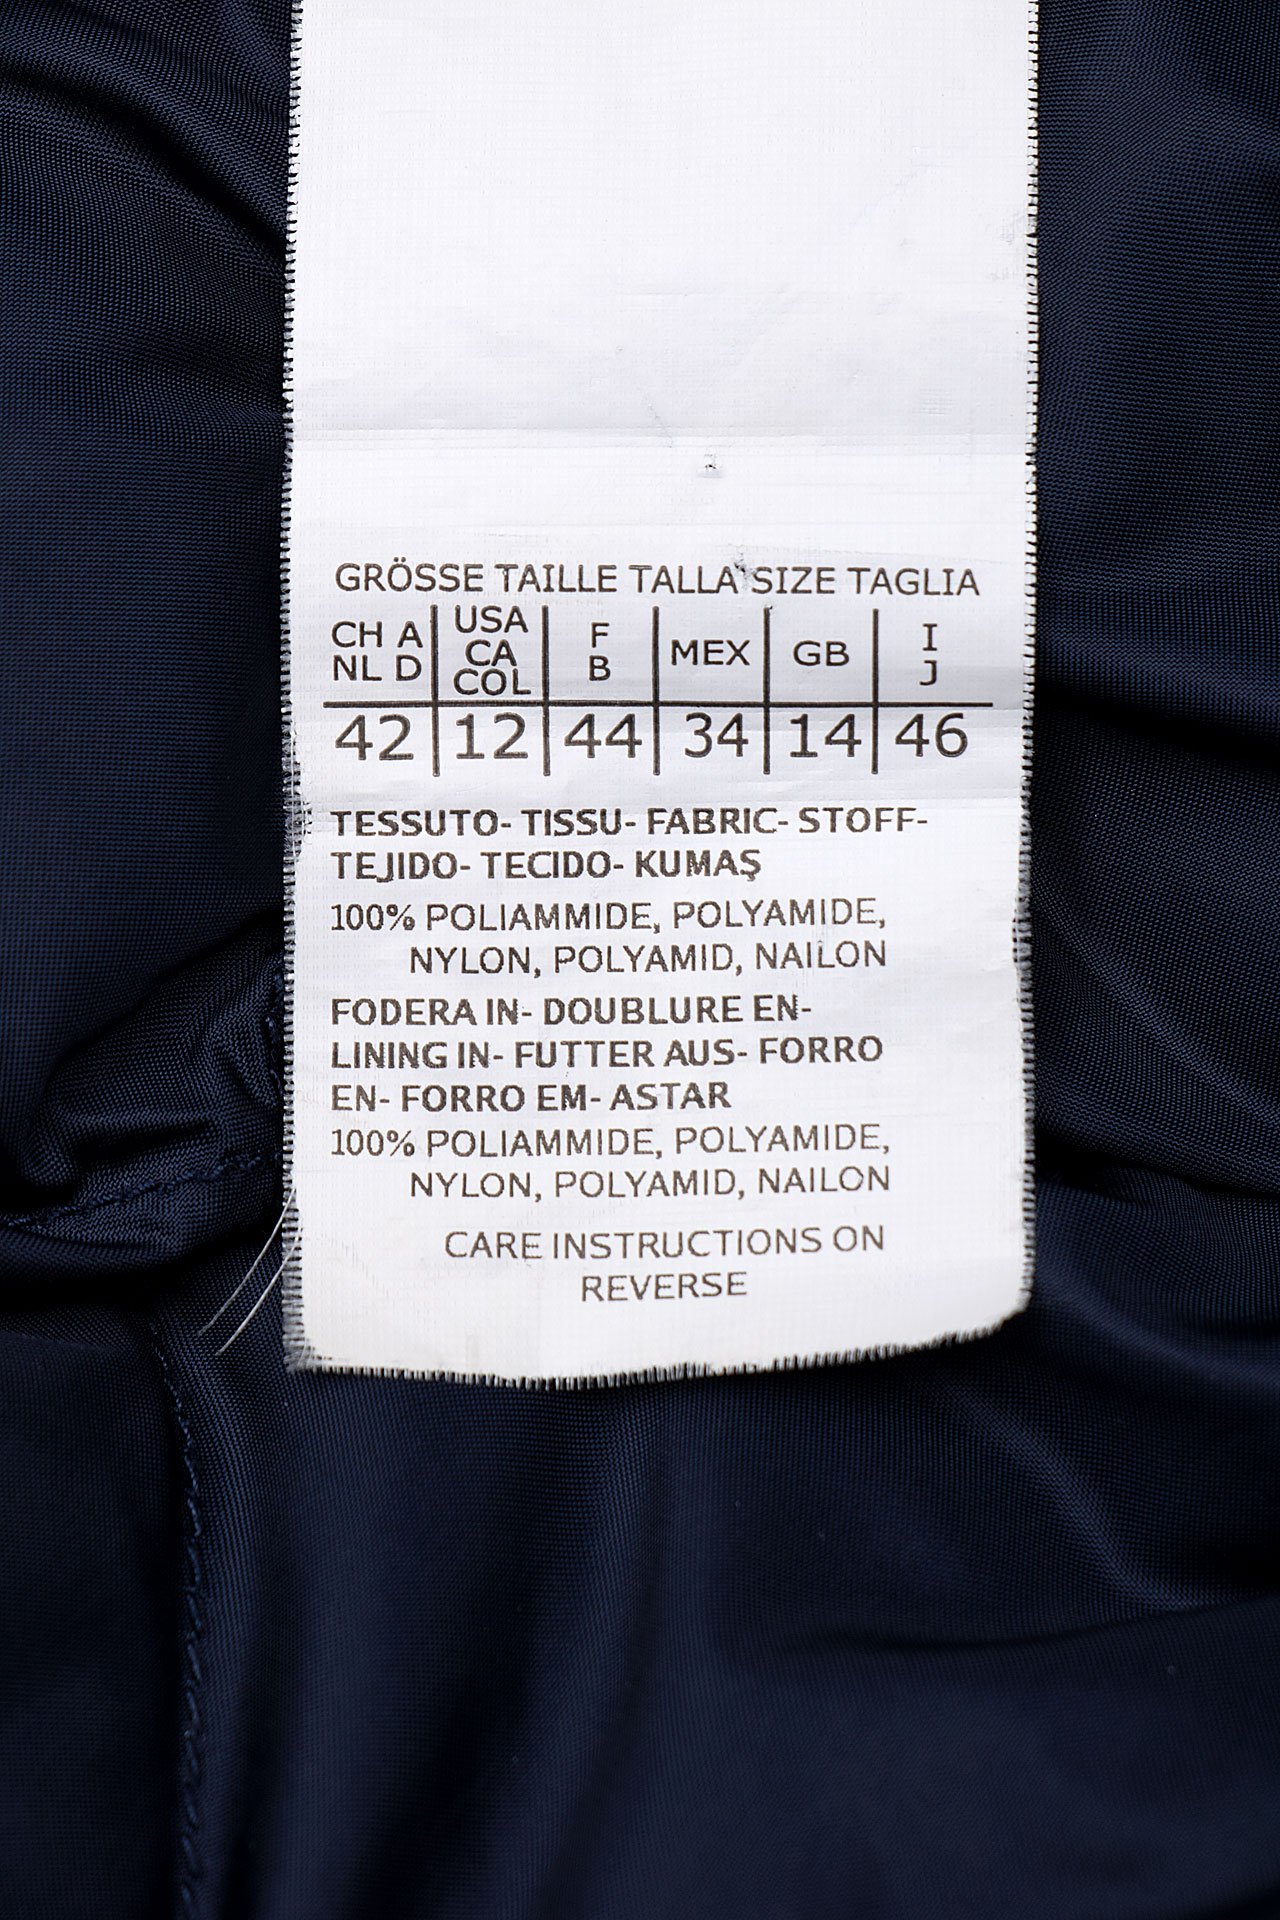 GRÖSSE TAILLE TALLA SIZE TAGLIA
CH A NL D | USA CA COL | F B | MEX | GB | I J
42 | 12 | 44 | 34 | 14 | 46
TESSUTO- TISSU- FABRIC- STOFF-
TEJIDO- TECIDO- KUMAŞ
100% POLIAMMIDE, POLYAMIDE,
NYLON, POLYAMID, NAILON
FODERA IN- DOUBLURE EN-
LINING IN- FUTTER AUS- FORRO
EN- FORRO EM- ASTAR
100% POLIAMMIDE, POLYAMIDE,
NYLON, POLYAMID, NAILON
CARE INSTRUCTIONS ON
REVERSE